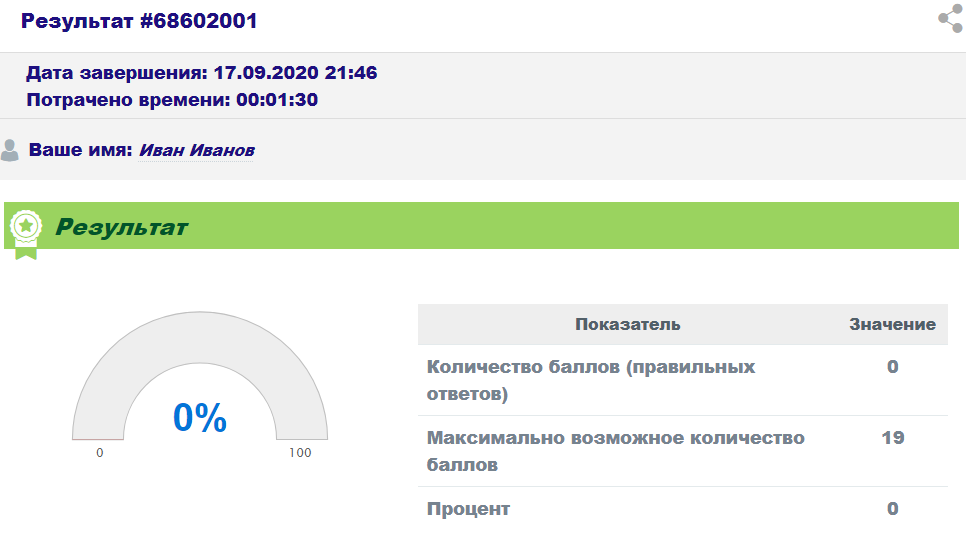 Результат #68602001
Дата завершения: 17.09.2020 21:46
Потрачено времени: 00:01:30
Ваше имя: Иван Иванов
Результат
0%
0 100
Показатель Значение
Количество баллов (правильных 0
ответов)
Максимально возможное количество 19
баллов
Процент 0